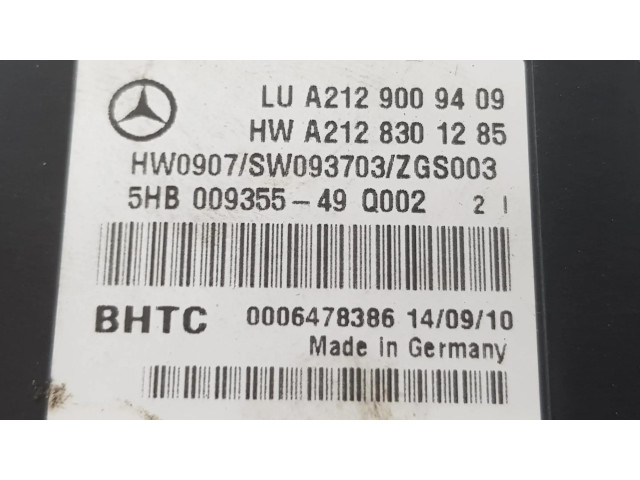 LU A212 900 94 09
HW A212 830 12 85
HW0907/SW093703/ZGS003
5HB 009355-49 Q002 2 I
BHTC 0006478386 14/09/10
Made in Germany